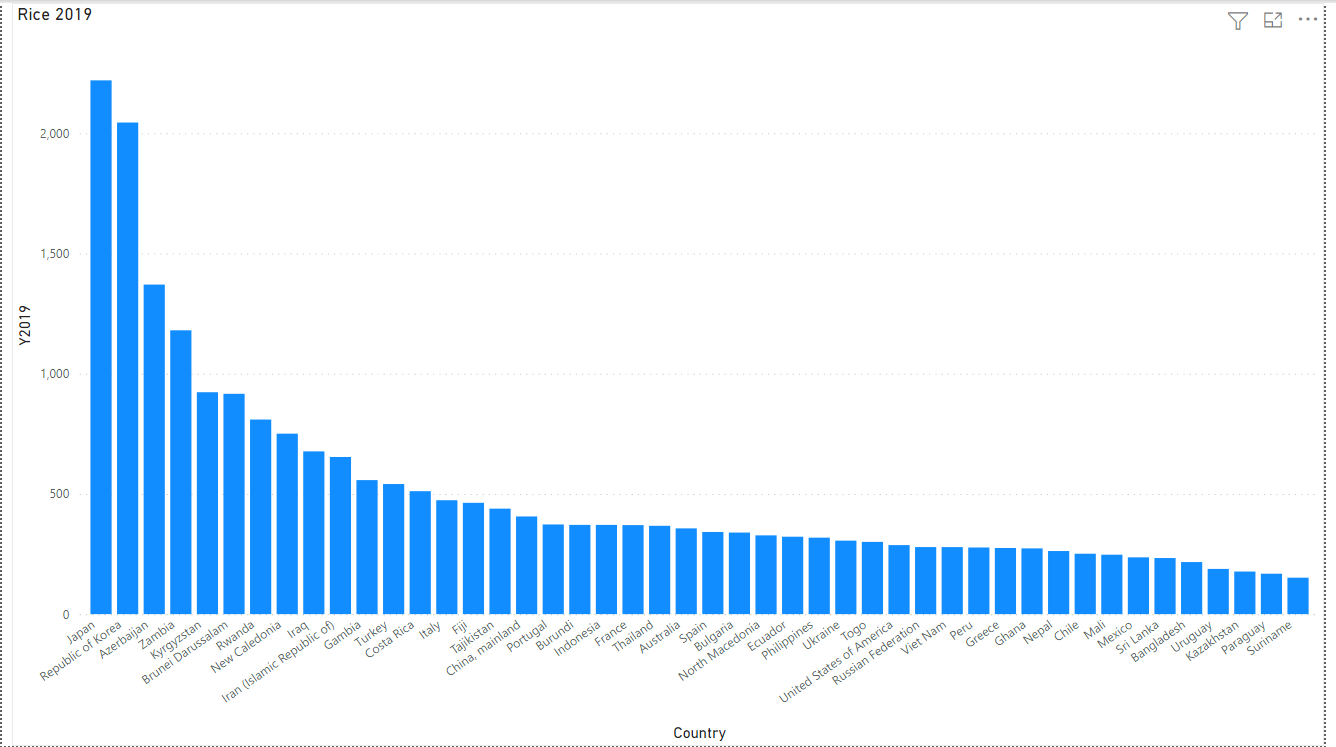 Rice 2019
2,000
1,500
1,000
500
0
Y2019
Japan
Republic of Korea
Azerbaijan
Zambia
Kyrgyzstan
Brunei Darussalam
Rwanda
New Caledonia
Iraq
Iran (Islamic Republic of)
Gambia
Turkey
Costa Rica
Italy
Fiji
Tajikistan
China, mainland
Portugal
Burundi
Indonesia
France
Thailand
Australia
Spain
Bulgaria
North Macedonia
Ecuador
Philippines
Ukraine
Togo
United States of America
Russian Federation
Viet Nam
Peru
Greece
Ghana
Nepal
Chile
Mali
Mexico
Sri Lanka
Bangladesh
Uruguay
Kazakhstan
Paraguay
Suriname
Country